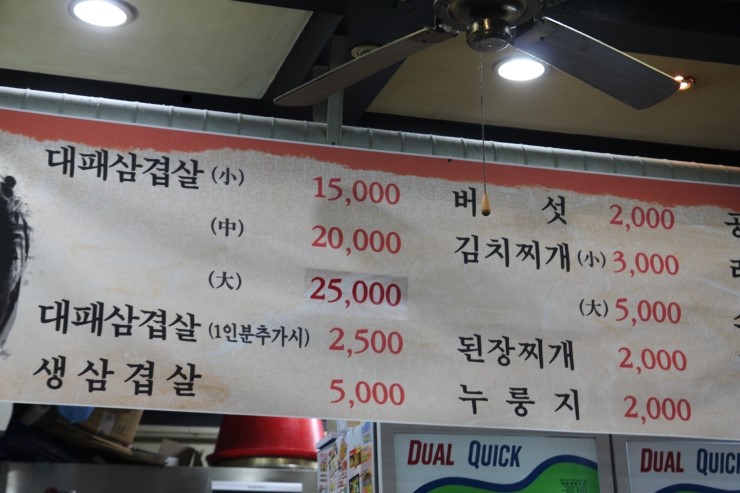 대패삼겹살 (小) 15,000
(中) 20,000
(大) 25,000
대패삼겹살 (1인분추가시) 2,500
생삼겹살 5,000
버섯 2,000
김치찌개 (小) 3,000
(大) 5,000
된장찌개 2,000
누룽지 2,000
DUAL QUICK
DUAL QUICK